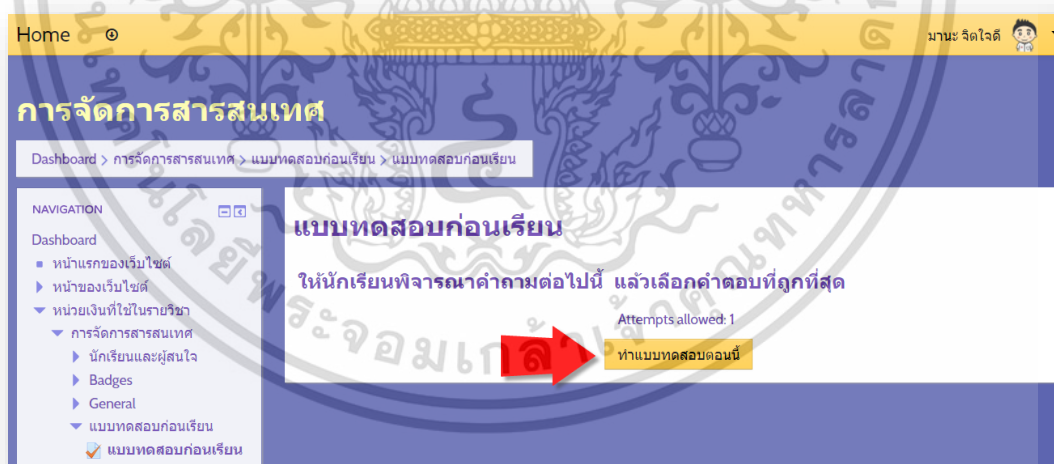 Home
มานะ จิตใจดี
การจัดการสารสนเทศ
Dashboard > การจัดการสารสนเทศ > แบบทดสอบก่อนเรียน > แบบทดสอบก่อนเรียน
NAVIGATION
Dashboard
หน้าแรกของเว็บไซต์
หน้าของเว็บไซต์
หน่วยเงินที่ใช้ในรายวิชา
การจัดการสารสนเทศ
นักเรียนและผู้สนใจ
Badges
General
แบบทดสอบก่อนเรียน
แบบทดสอบก่อนเรียน
แบบทดสอบก่อนเรียน
ให้นักเรียนพิจารณาคำถามต่อไปนี้ แล้วเลือกคำตอบที่ถูกที่สุด
Attempts allowed: 1
ทำแบบทดสอบตอนนี้